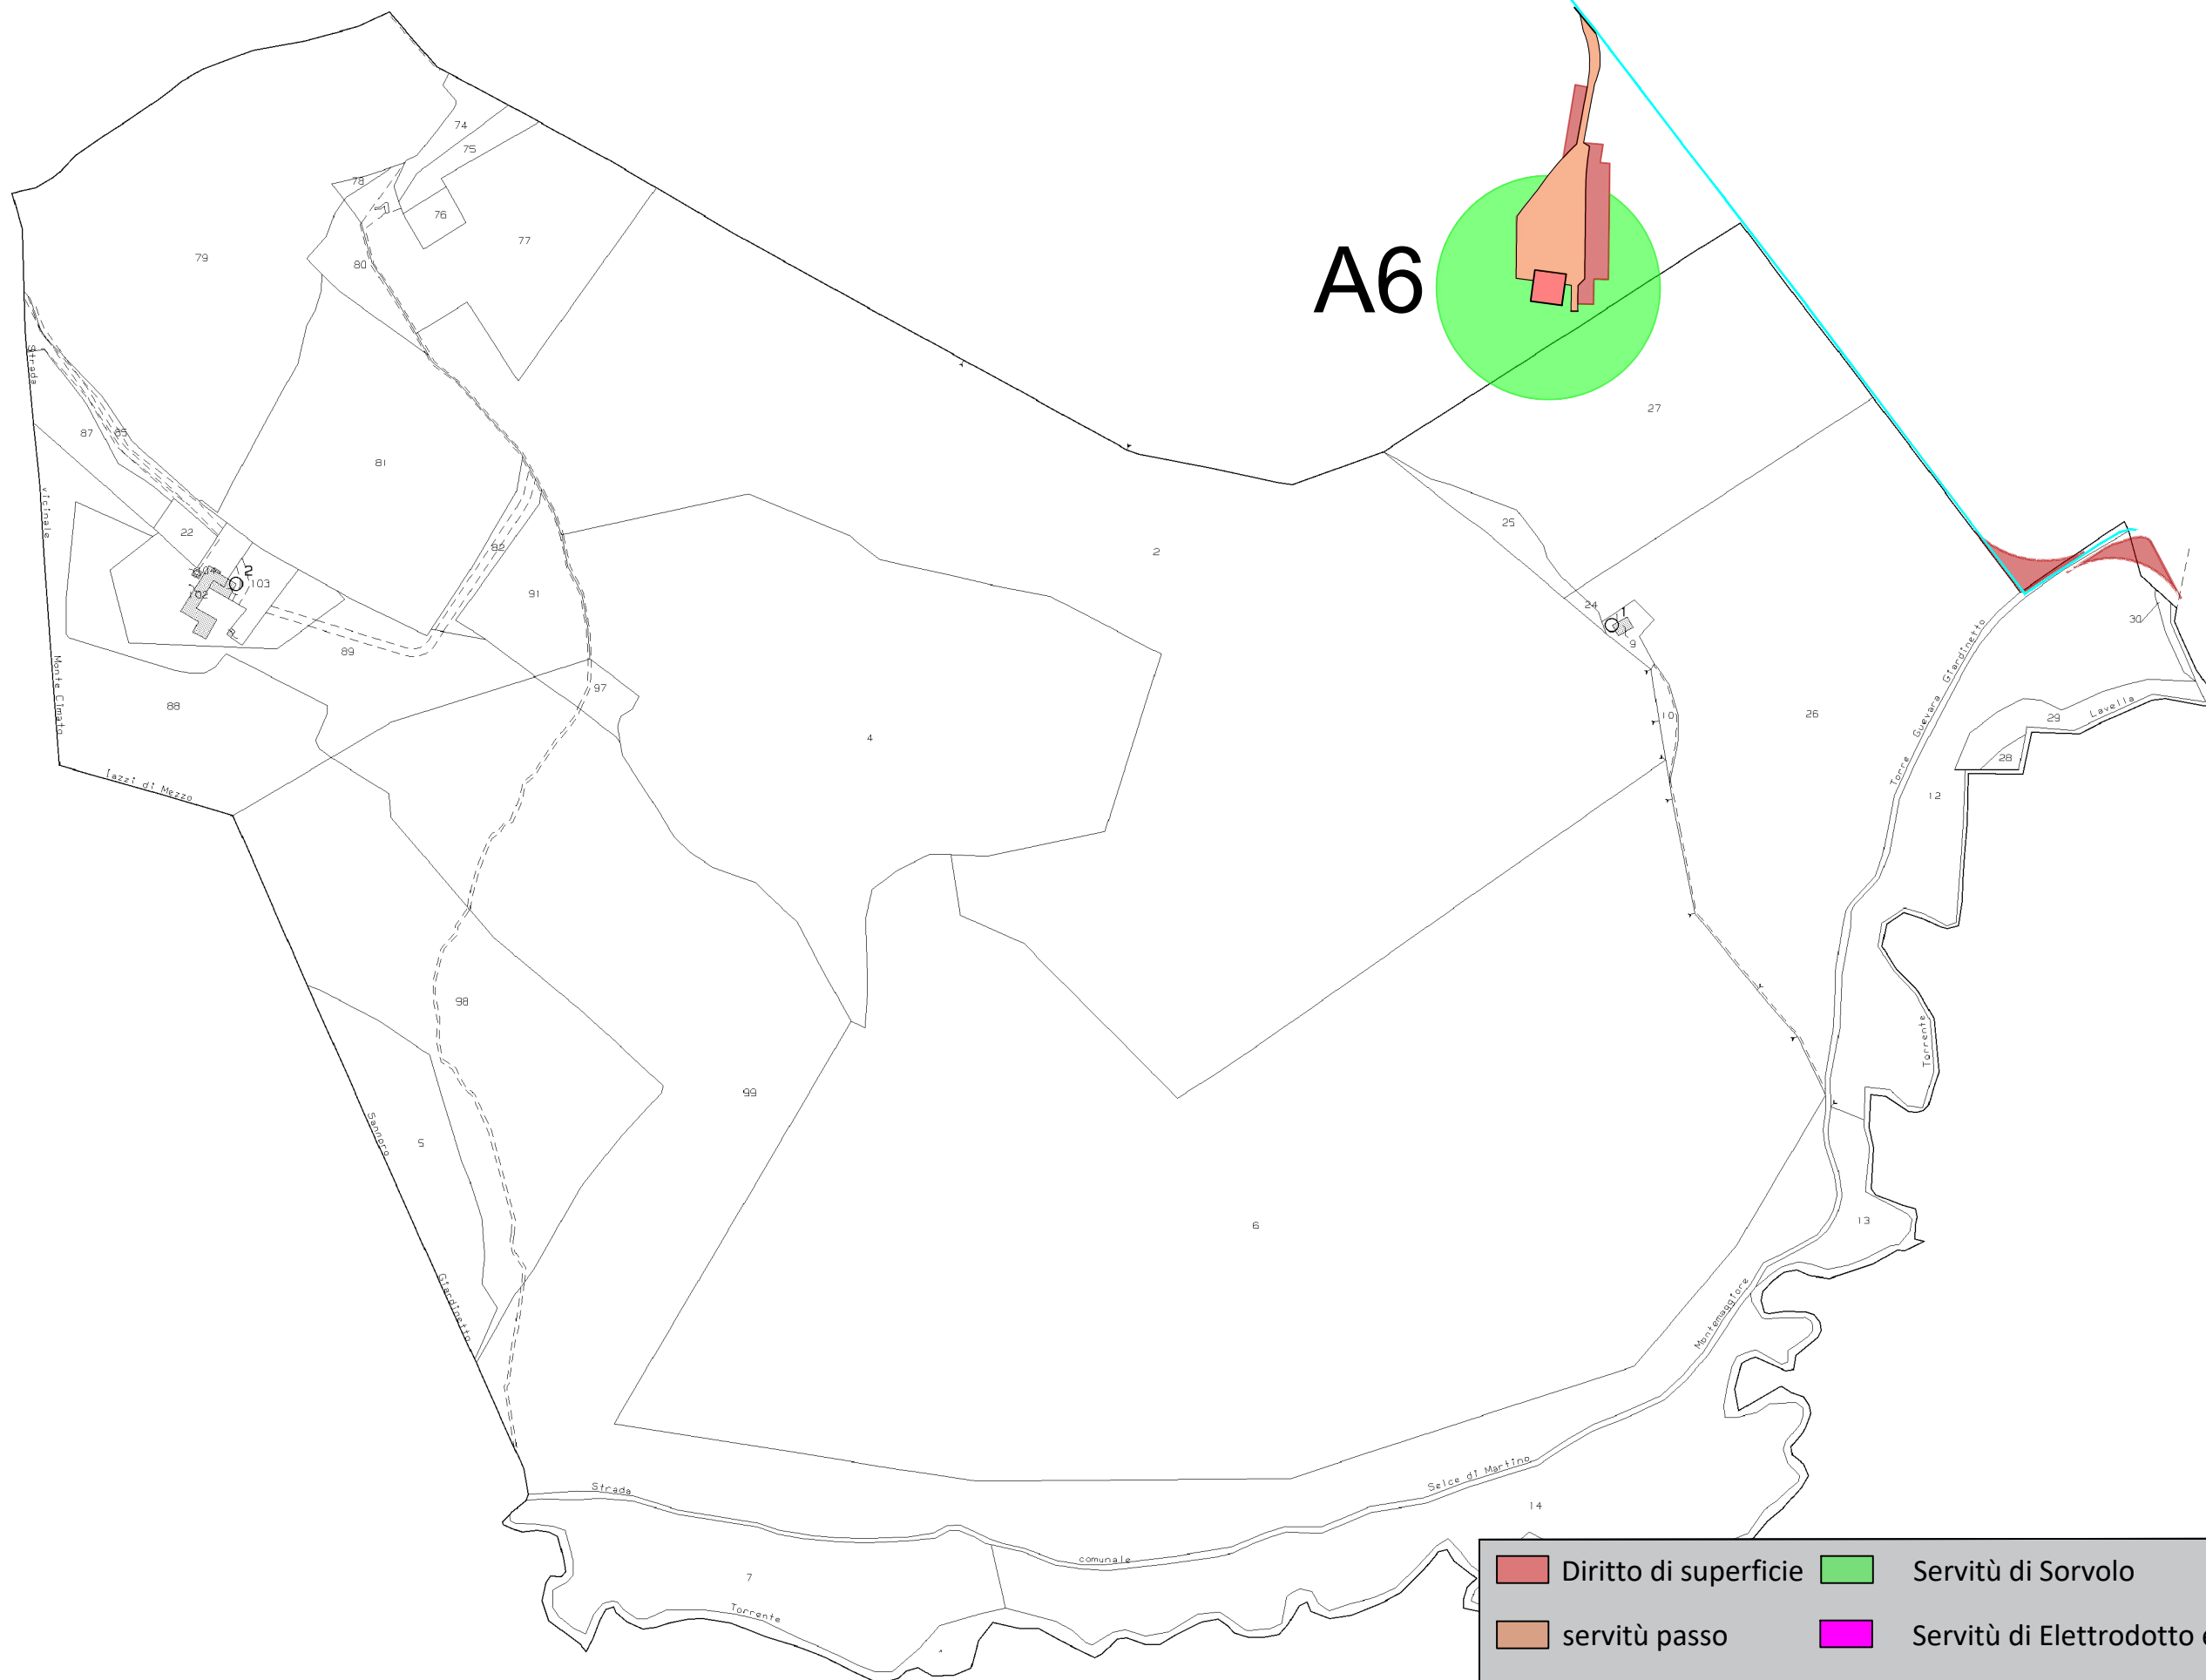 A6
74
75
78
76
77
79
80
Strada
87
85
81
vicinale
22
82
2
103
102
91
89
97
88
Monte Cimato
Iazzi di Mezzo
4
2
25
27
24
1
9
10
26
Torre Guevara Giardinetto
30
29
Lavella
28
12
98
99
5
Sannoro
Giardinetto
6
Torrente
13
Montemaggiore
Strada
Selce di Martino
14
comunale
7
Torrente
Diritto di superficie
Servitù di Sorvolo
servitù passo
Servitù di Elettrodotto